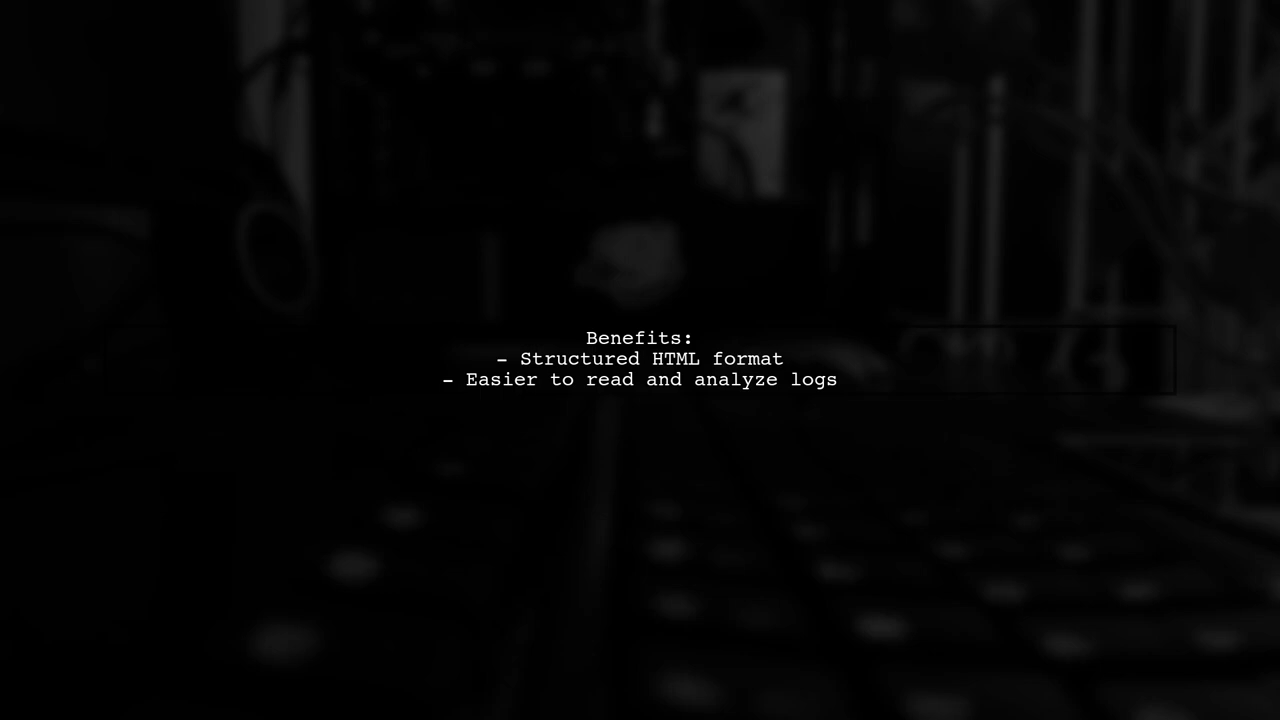 Benefits:
- Structured HTML format
- Easier to read and analyze logs